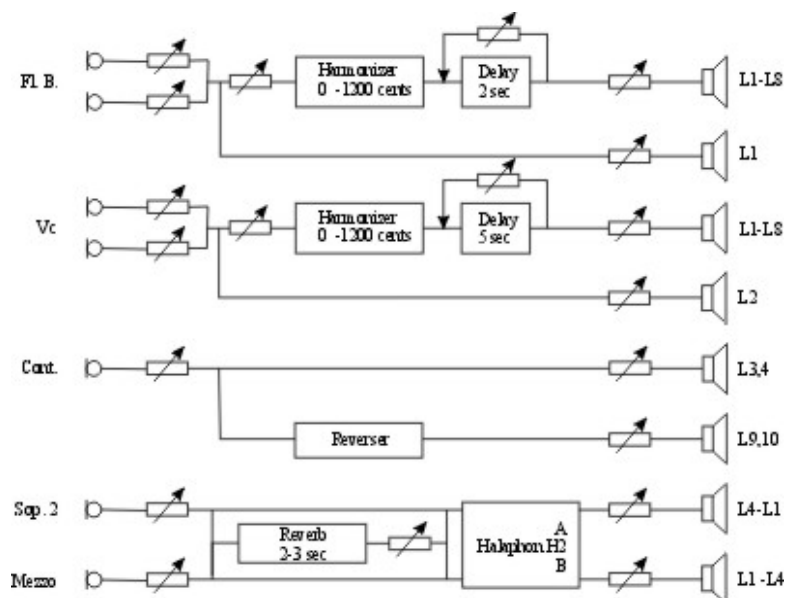 Fl B.
Harmonizer
0 -1200 cents
Delay
2 sec
L1-L8
L1
Vc
Harmonizer
0 -1200 cents
Delay
5 sec
L1-L8
L2
Cont.
L3,4
Reverser
L9,10
Sop. 2
Reverb
2-3 sec
A
Halaphon H2
B
L4-L1
Mezzo
L1 -L4